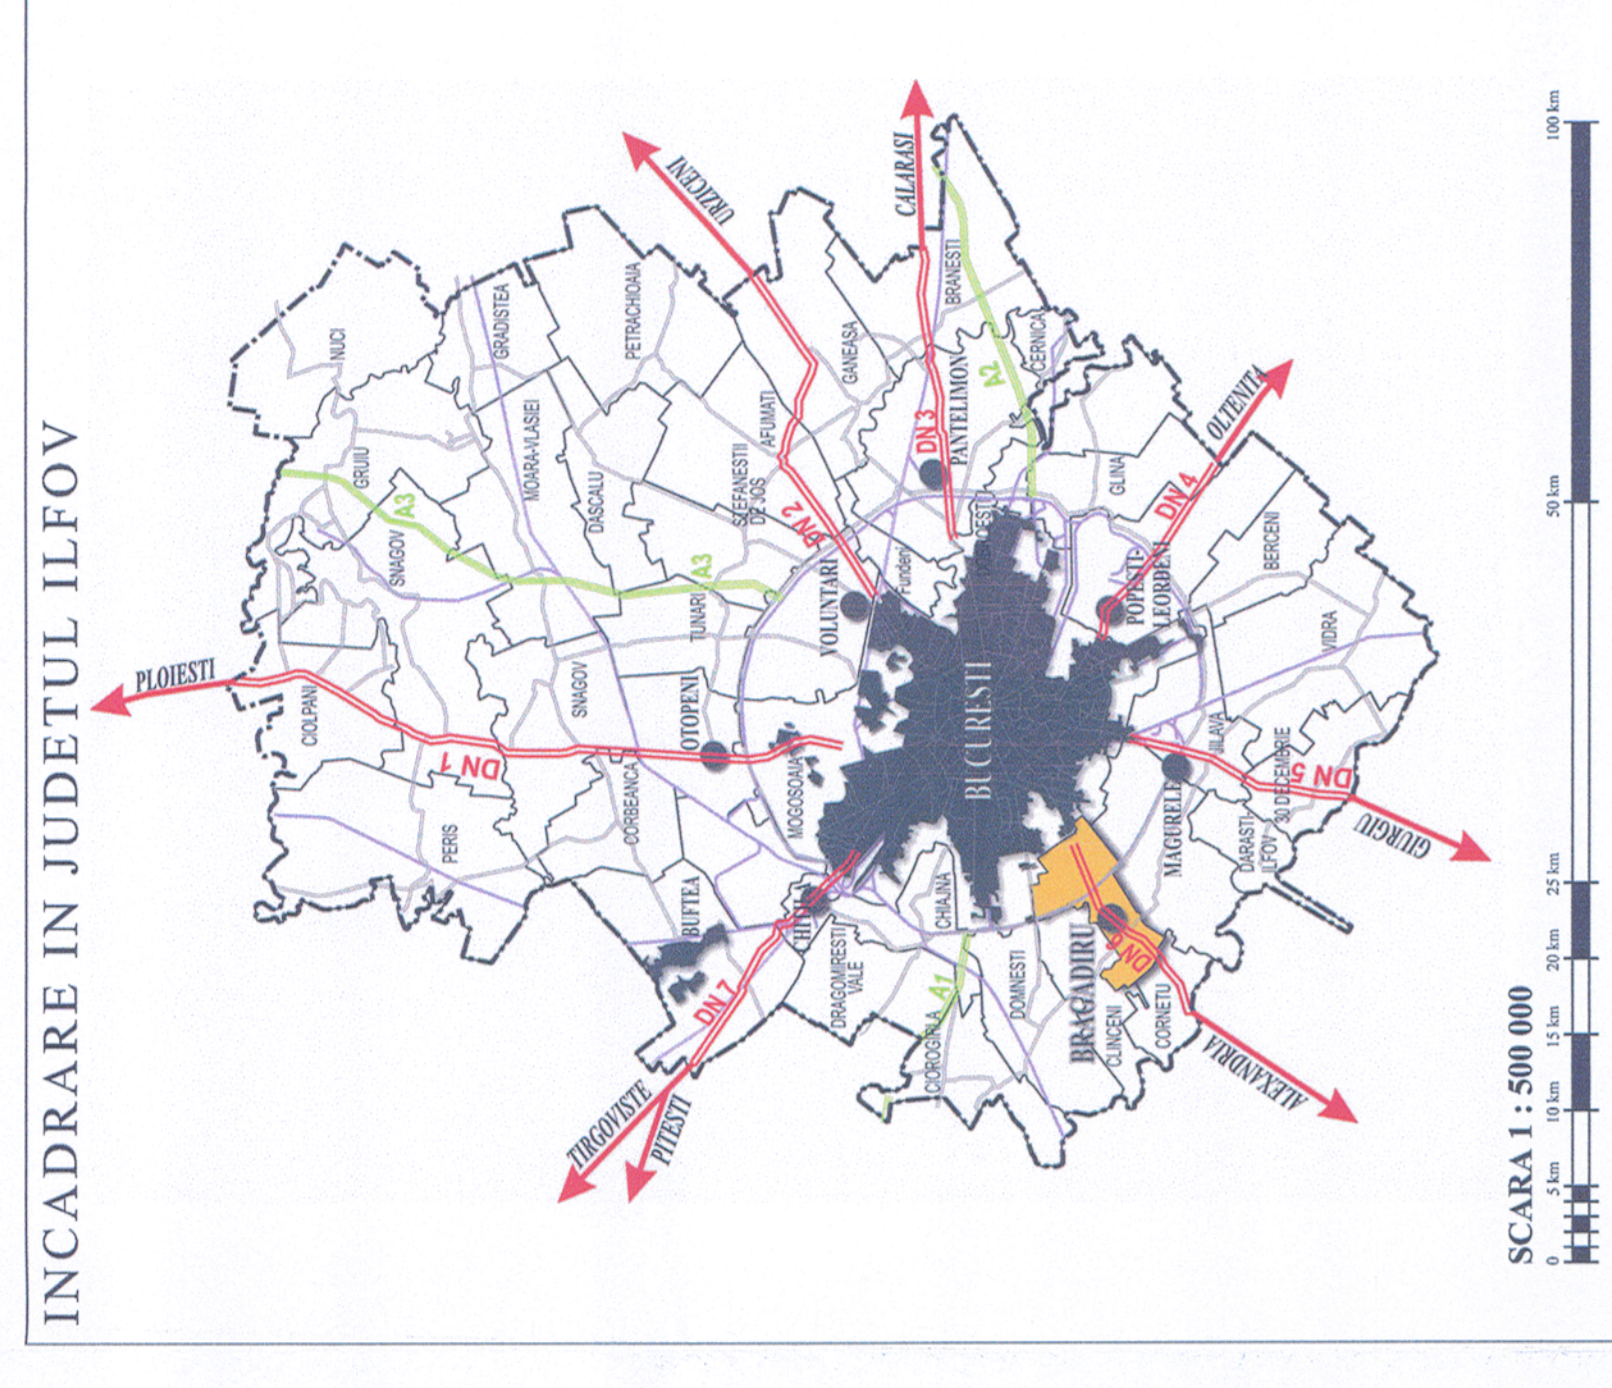 INCADRARE IN JUDETUL ILFOV
PLOIESTI
URZICENI
CALARASI
OLTENITA
GIURGIU
ALEXANDRIA
TIRGOVISTE
PITESTI
NUCI
GRADISTEA
PETRACHIOAIA
GRUIU
A3
SNAGOV
MOARA-VLASIEI
DASCALU
STEFANESTII
DE JOS
AFUMATI
GANEASA
BRANESTI
CERNICA
A2
DN 3
PANTELIMON
DN 2
A3
TUNARI
VOLUNTARI
Fundeni
GLINA
DN 4
POPESTI-
LEORDENI
BERCENI
VIDRA
CIOLPANI
SNAGOV
DN 1
OTOPENI
PERIS
CORBEANCA
MOGOSOAIA
BUCURESTI
JILAVA
30 DECEMBRIE
DN 5
MAGURELE
DARASTI-
ILFOV
BUFTEA
DN 7
DRAGOMIRESTI
VALE
CHIAJNA
A1
DOMNESTI
BRAGADIRU
DN 6
CIOROGIRLA
CLINCENI
CORNETU
SCARA 1 : 500 000
0 5 km 10 km 15 km 20 km 25 km 50 km 100 km